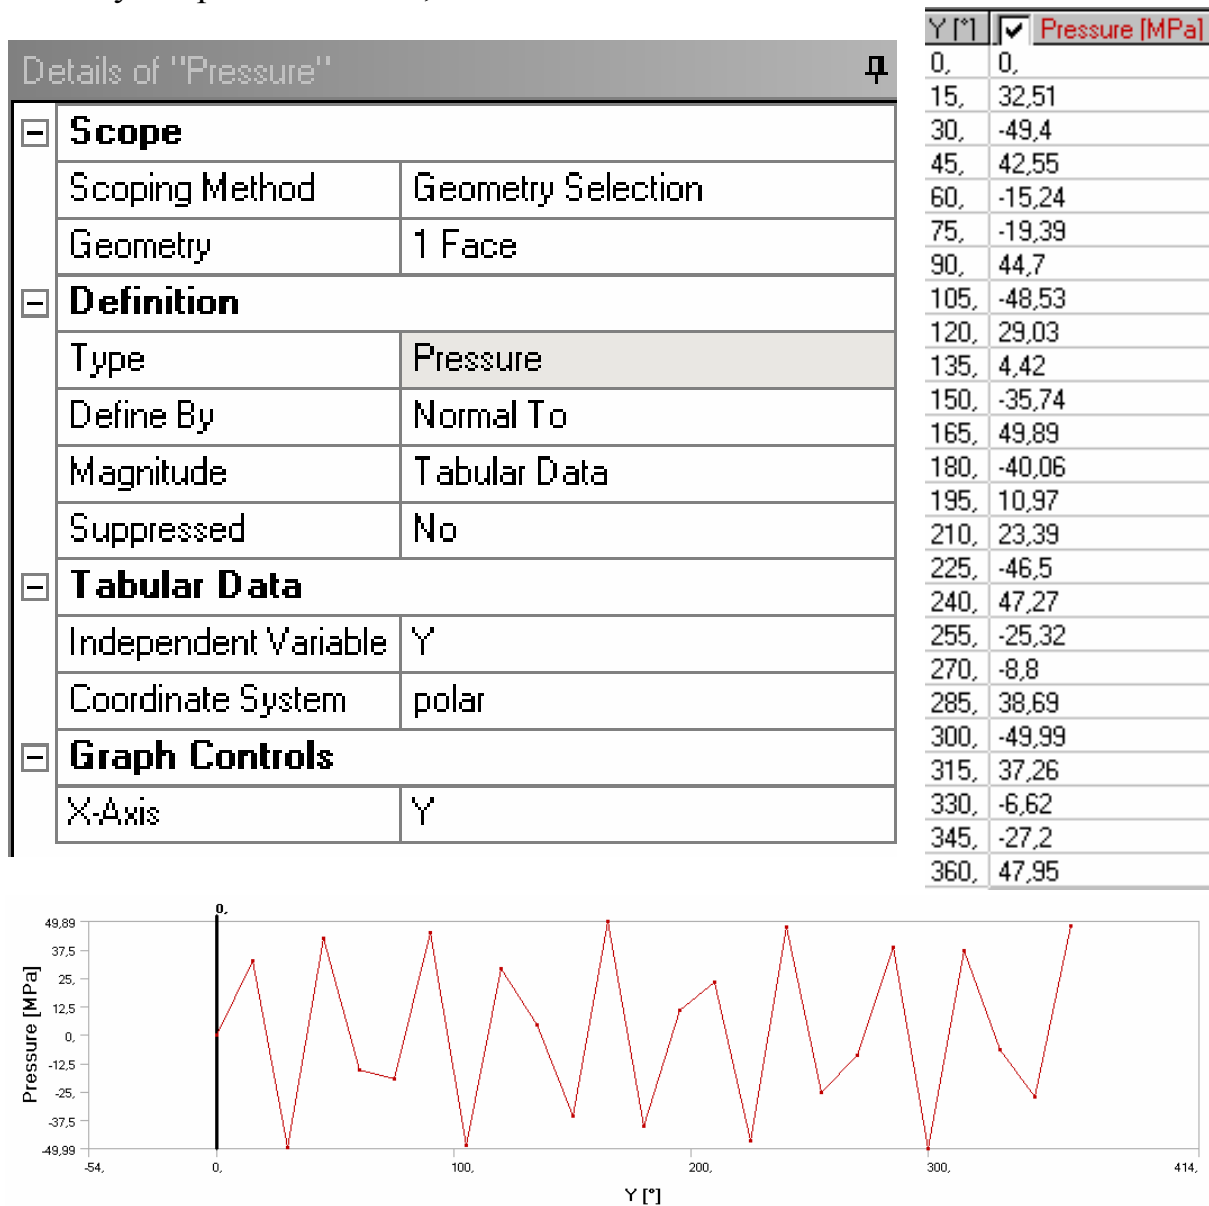 Details of "Pressure"
Scope
Scoping Method Geometry Selection
Geometry 1 Face
Definition
Type Pressure
Define By Normal To
Magnitude Tabular Data
Suppressed No
Tabular Data
Independent Variable Y
Coordinate System polar
Graph Controls
X-Axis Y
Y [°] Pressure [MPa]
0, 0,
15, 32,51
30, -49,4
45, 42,55
60, -15,24
75, -19,39
90, 44,7
105, -48,53
120, 29,03
135, 4,42
150, -35,74
165, 49,89
180, -40,06
195, 10,97
210, 23,39
225, -46,5
240, 47,27
255, -25,32
270, -8,8
285, 38,69
300, -49,99
315, 37,26
330, -6,62
345, -27,2
360, 47,95
0,
49,89
37,5
25,
12,5
0,
-12,5
-25,
-37,5
-49,99
Pressure [MPa]
-54, 0, 100, 200, 300, 414,
Y [°]